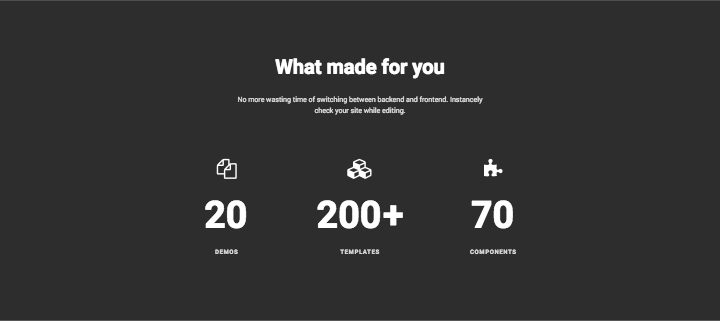 What made for you
No more wasting time of switching between backend and frontend. Instancely
check your site while editing.
20
200+
70
DEMOS
TEMPLATES
COMPONENTS